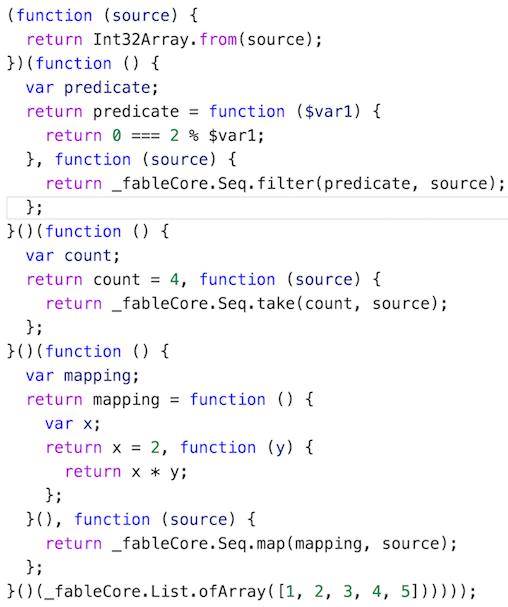 (function (source) {
  return Int32Array.from(source);
})(function () {
  var predicate;
  return predicate = function ($var1) {
    return 0 === 2 % $var1;
  }, function (source) {
    return _fableCore.Seq.filter(predicate, source);
  };
}()(function () {
  var count;
  return count = 4, function (source) {
    return _fableCore.Seq.take(count, source);
  };
}()(function () {
  var mapping;
  return mapping = function () {
    var x;
    return x = 2, function (y) {
      return x * y;
    };
  }(), function (source) {
    return _fableCore.Seq.map(mapping, source);
  };
}()(_fableCore.List.ofArray([1, 2, 3, 4, 5])))));